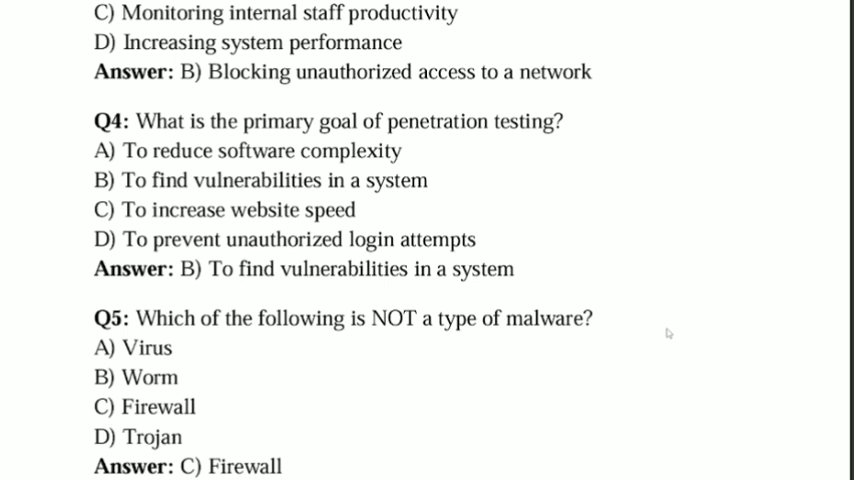 C) Monitoring internal staff productivity
D) Increasing system performance
Answer: B) Blocking unauthorized access to a network
Q4: What is the primary goal of penetration testing?
A) To reduce software complexity
B) To find vulnerabilities in a system
C) To increase website speed
D) To prevent unauthorized login attempts
Answer: B) To find vulnerabilities in a system
Q5: Which of the following is NOT a type of malware?
A) Virus
B) Worm
C) Firewall
D) Trojan
Answer: C) Firewall